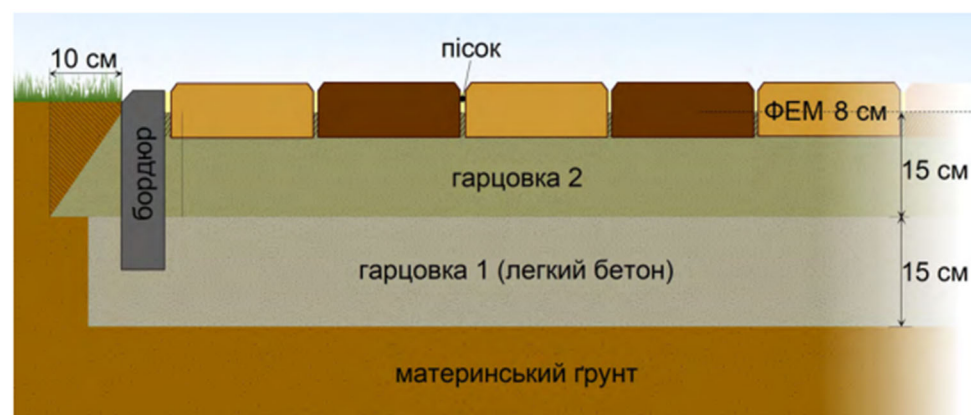 пісок
10 см
ФЕМ 8 см
бордюр
гарцовка 2
15 см
гарцовка 1 (легкий бетон)
15 см
материнський ґрунт